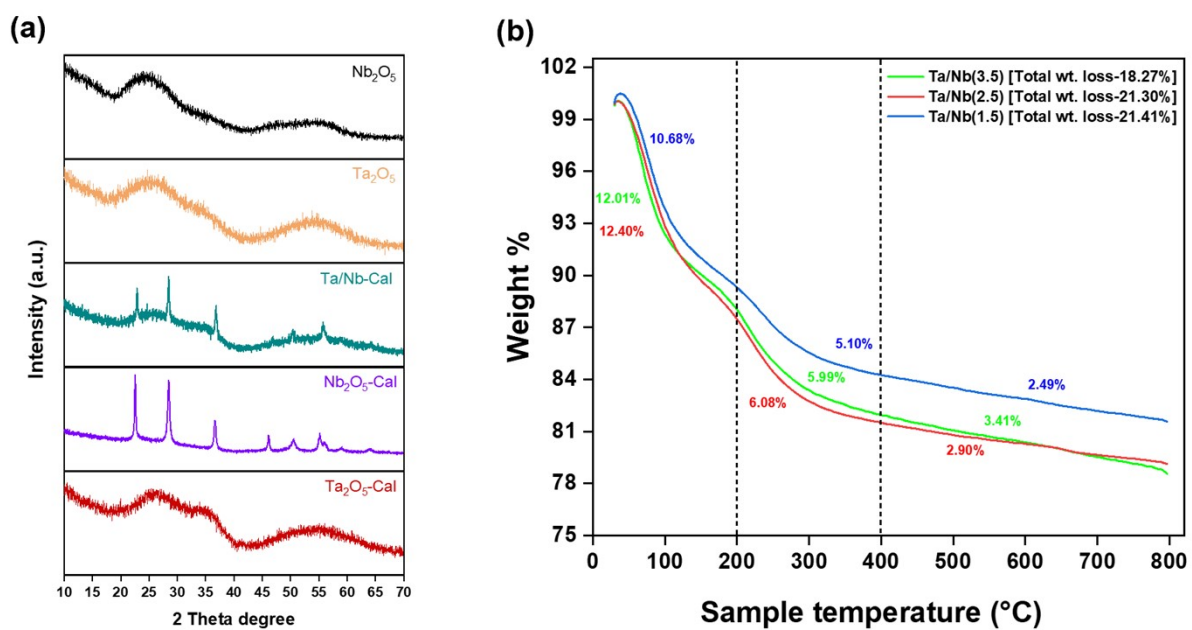 (a)
Nb₂O₅
Ta₂O₅
Ta/Nb-Cal
Nb₂O₅-Cal
Ta₂O₅-Cal
Intensity (a.u.)
10 15 20 25 30 36 40 46 50 55 60 65 70
2 Theta degree
(b)
Ta/Nb(3.5) [Total wt. loss-18.27%]
Ta/Nb(2.5) [Total wt. loss-21.30%]
Ta/Nb(1.5) [Total wt. loss-21.41%]
102
99
96
93
90
87
84
81
78
75
Weight %
10.68%
12.01%
12.40%
5.10%
5.99%
6.08%
2.49%
3.41%
2.90%
0 100 200 300 400 500 600 700 800
Sample temperature (°C)